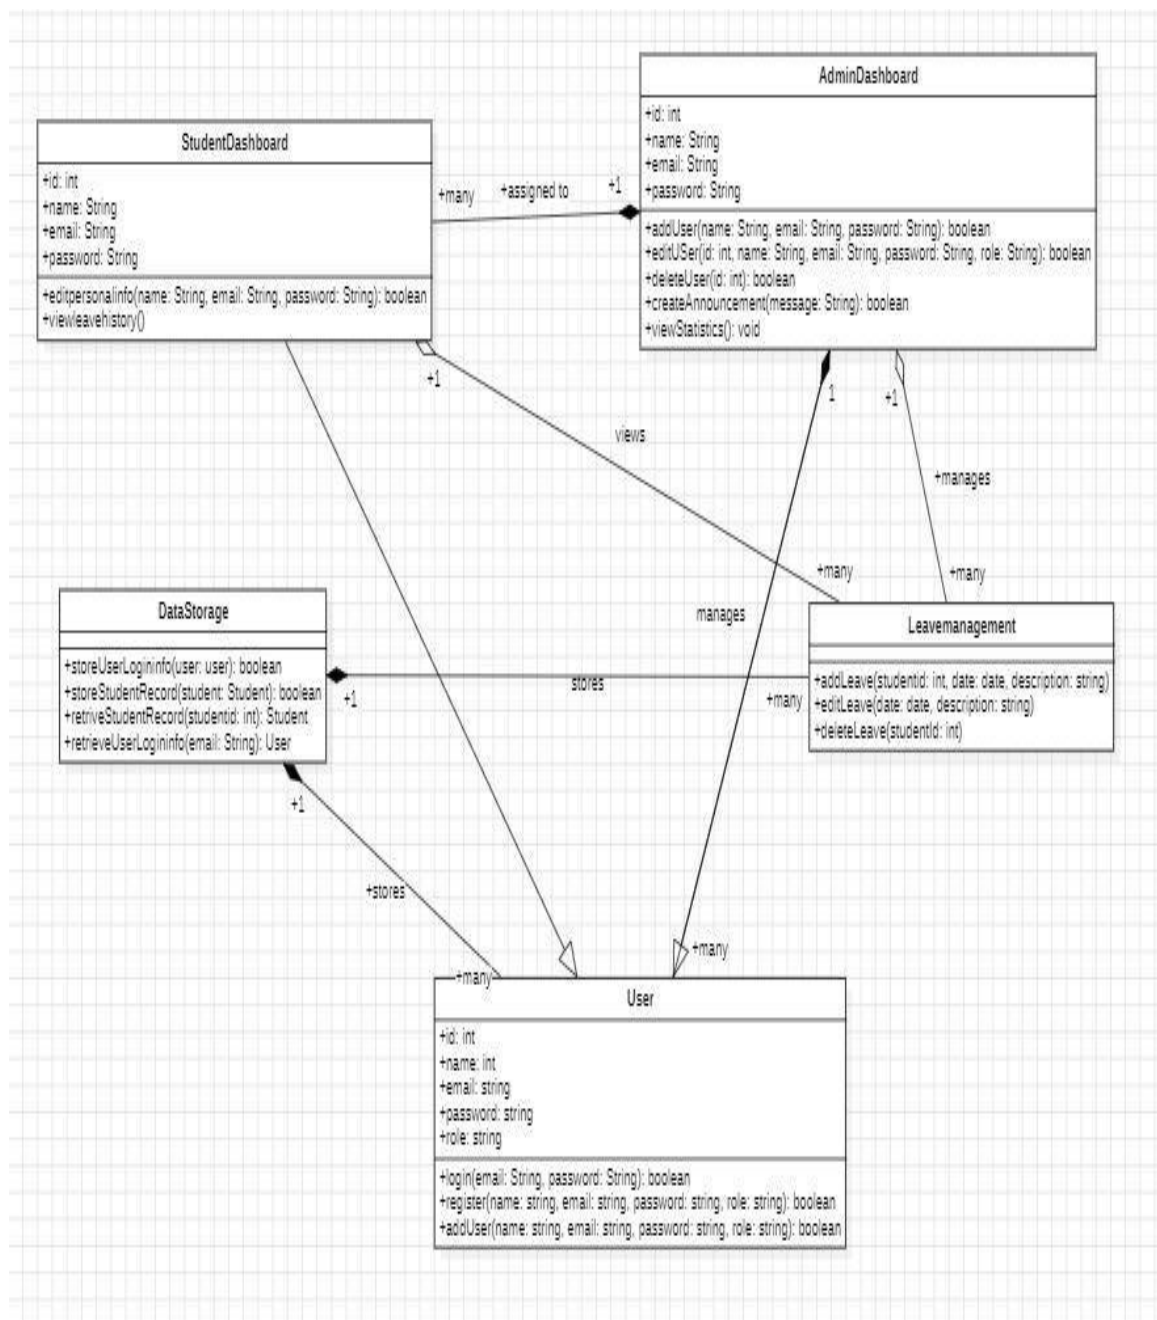 AdminDashboard
+id: int
+name: String
+email: String
+password: String
+addUser(name: String, email: String, password: String): boolean
+editUSer(id: int, name: String, email: String, password: String, role: String): boolean
+deleteUser(id: int): boolean
+createAnnouncement(message: String): boolean
+viewStatistics(): void
StudentDashboard
+id: int
+name: String
+email: String
+password: String
+editpersonalinfo(name: String, email: String, password: String): boolean
+viewleavehistory()
+many
+assigned to
+1
+1
views
+many
1
manages
+many
+1
+manages
+many
DataStorage
+storeUserLogininfo(user: user): boolean
+storeStudentRecord(student: Student): boolean
+retriveStudentRecord(studentid: int): Student
+retrieveUserLogininfo(email: String): User
+1
stores
+many
Leavemanagement
+addLeave(studentid: int, date: date, description: string)
+editLeave(date: date, description: string)
+deleteLeave(studentId: int)
+1
+stores
+many
User
+id: int
+name: int
+email: string
+password: string
+role: string
+login(email: String, password: String): boolean
+register(name: string, email: string, password: string, role: string): boolean
+addUser(name: string, email: string, password: string, role: string): boolean